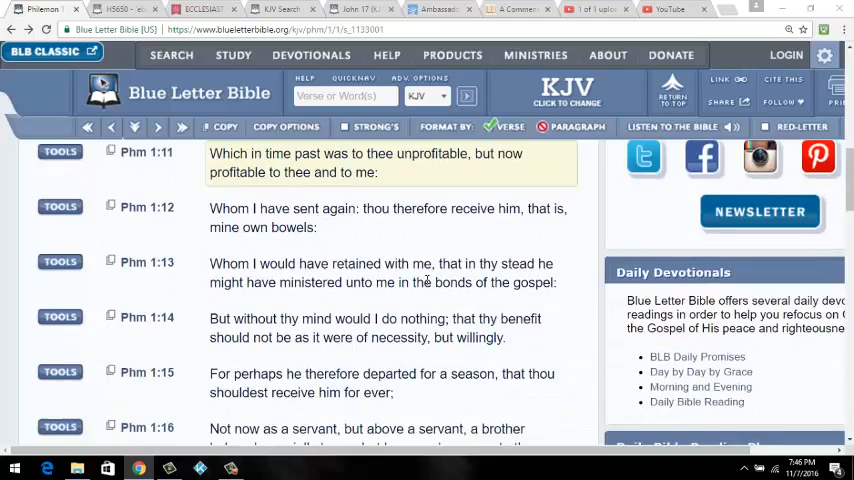 Philemon 1
H5650 - ‘eba
ECCLESIAST
KJV Search
John 17 (KJ
Ambassado
A Commen
1 of 1 uploa
YouTube
Blue Letter Bible [US] https://www.blueletterbible.org/kjv/phm/1/1/s_1133001
BLB CLASSIC SEARCH STUDY DEVOTIONALS HELP PRODUCTS MINISTRIES ABOUT DONATE LOGIN
Blue Letter Bible
HELP QUICKNAV ADV. OPTIONS
Verse or Word(s) KJV
KJV
CLICK TO CHANGE
RETURN
TO TOP
LINK CITE THIS
SHARE FOLLOW PRI
COPY COPY OPTIONS STRONG'S FORMAT BY: VERSE PARAGRAPH LISTEN TO THE BIBLE RED-LETTER
TOOLS Phm 1:11 Which in time past was to thee unprofitable, but now
profitable to thee and to me:
TOOLS Phm 1:12 Whom I have sent again: thou therefore receive him, that is,
mine own bowels:
TOOLS Phm 1:13 Whom I would have retained with me, that in thy stead he
might have ministered unto me in the bonds of the gospel:
TOOLS Phm 1:14 But without thy mind would I do nothing; that thy benefit
should not be as it were of necessity, but willingly.
TOOLS Phm 1:15 For perhaps he therefore departed for a season, that thou
shouldest receive him for ever;
TOOLS Phm 1:16 Not now as a servant, but above a servant, a brother
NEWSLETTER
Daily Devotionals
Blue Letter Bible offers several daily devo
readings in order to help you refocus on C
the Gospel of His peace and righteousne
BLB Daily Promises
Day by Day by Grace
Morning and Evening
Daily Bible Reading
7:46 PM
11/7/2016